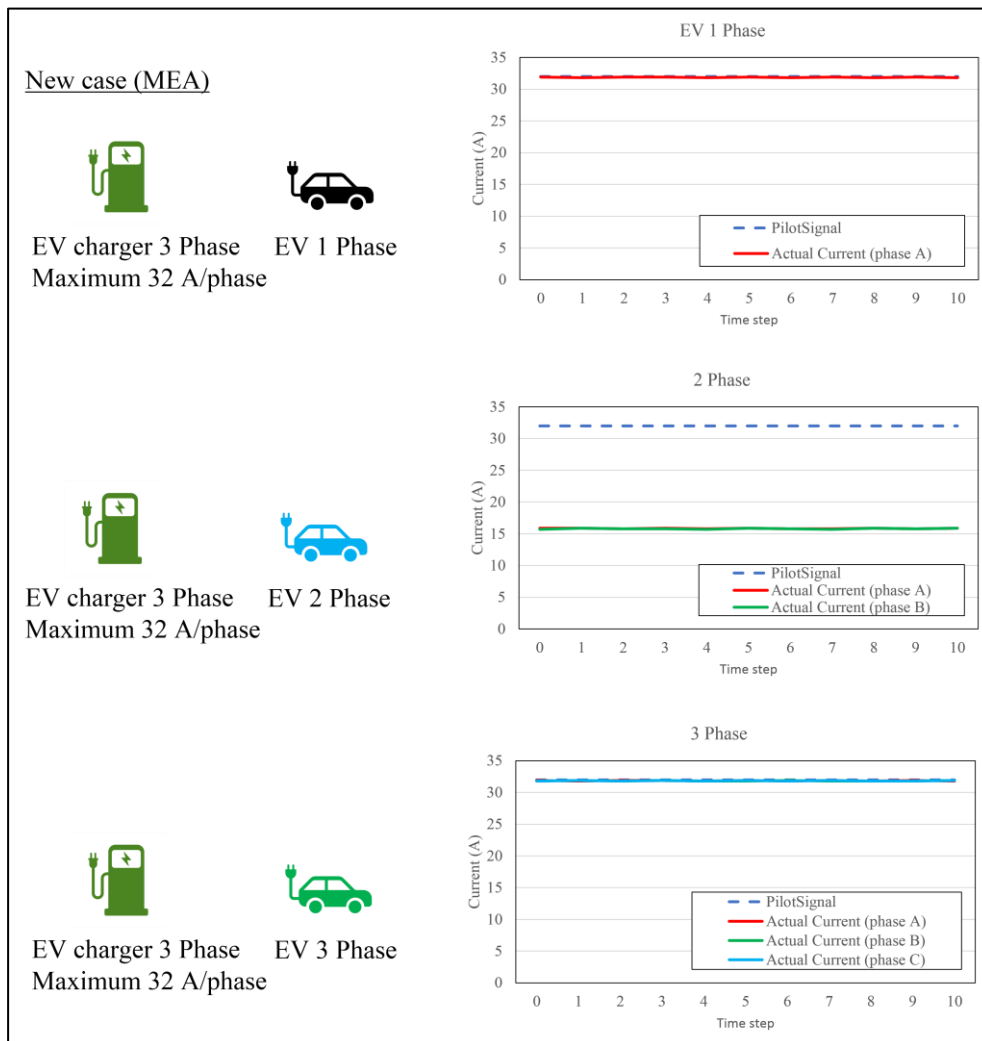 New case (MEA)
EV charger 3 Phase
Maximum 32 A/phase
EV 1 Phase
EV 1 Phase
Current (A)
35
30
25
20
15
10
5
0
PilotSignal
Actual Current (phase A)
0 1 2 3 4 5 6 7 8 9 10
Time step
EV charger 3 Phase
Maximum 32 A/phase
EV 2 Phase
2 Phase
Current (A)
35
30
25
20
15
10
5
0
PilotSignal
Actual Current (phase A)
Actual Current (phase B)
0 1 2 3 4 5 6 7 8 9 10
Time step
EV charger 3 Phase
Maximum 32 A/phase
EV 3 Phase
3 Phase
Current (A)
35
30
25
20
15
10
5
0
PilotSignal
Actual Current (phase A)
Actual Current (phase B)
Actual Current (phase C)
0 1 2 3 4 5 6 7 8 9 10
Time step